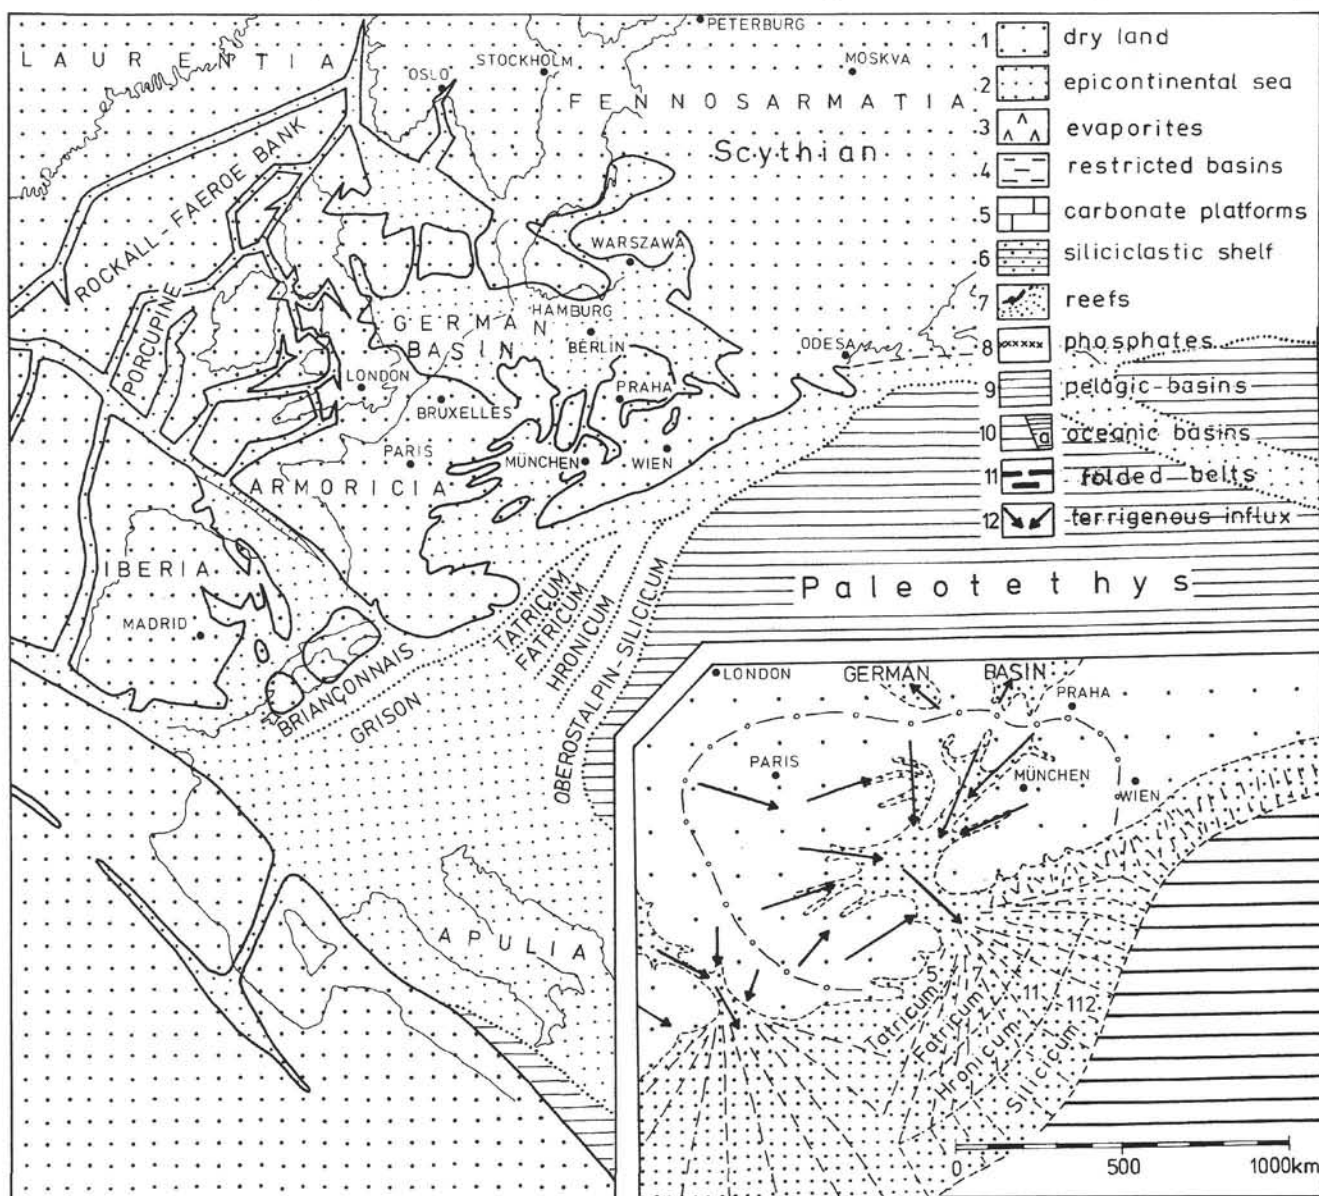 LAURENTIA
OSLO
STOCKHOLM
PETERBURG
MOSKVA
FENNOSARMATIA
Scythian
ROCKALL - FAEROE BANK
PORCUPINE
WARSZAWA
HAMBURG
GERMAN
BASIN
BERLIN
ODESA
LONDON
BRUXELLES
PRAHA
PARIS
MÜNCHEN
WIEN
ARMORICIA
IBERIA
MADRID
BRIANÇONNAIS
GRISON
TATRICUM
FATRICUM
HRONICUM
OBEROSTALPIN-SILICICUM
Paleotethys
APULIA
1 dry land
2 epicontinental sea
3 evaporites
4 restricted basins
5 carbonate platforms
6 siliciclastic shelf
7 reefs
8 phosphates
9 pelagic basins
10 a oceanic basins
11 folded belts
12 terrigenous influx
LONDON
GERMAN BASIN
PRAHA
PARIS
MÜNCHEN
WIEN
5
7
11
112
Tatricum
Fatricum
Hronicum
Silicicum
0 500 1000km